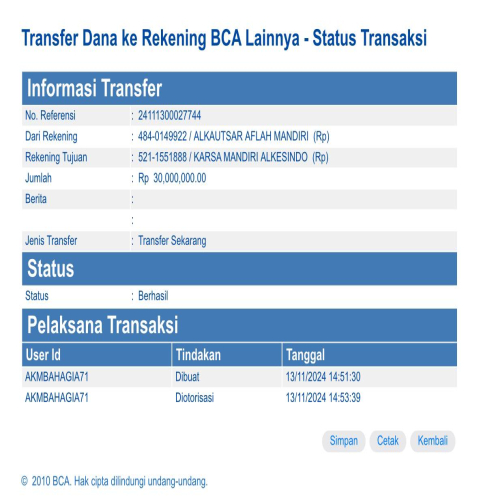 Transfer Dana ke Rekening BCA Lainnya - Status Transaksi
Informasi Transfer
No. Referensi : 24111300027744
Dari Rekening : 484-0149922 / ALKAUTSAR AFLAH MANDIRI (Rp)
Rekening Tujuan : 521-1551888 / KARSA MANDIRI ALKESINDO (Rp)
Jumlah : Rp 30,000,000.00
Berita :
:
Jenis Transfer : Transfer Sekarang
Status
Status : Berhasil
Pelaksana Transaksi
User Id Tindakan Tanggal
AKMBAHAGIA71 Dibuat 13/11/2024 14:51:30
AKMBAHAGIA71 Diotorisasi 13/11/2024 14:53:39
Simpan Cetak Kembali
© 2010 BCA. Hak cipta dilindungi undang-undang.